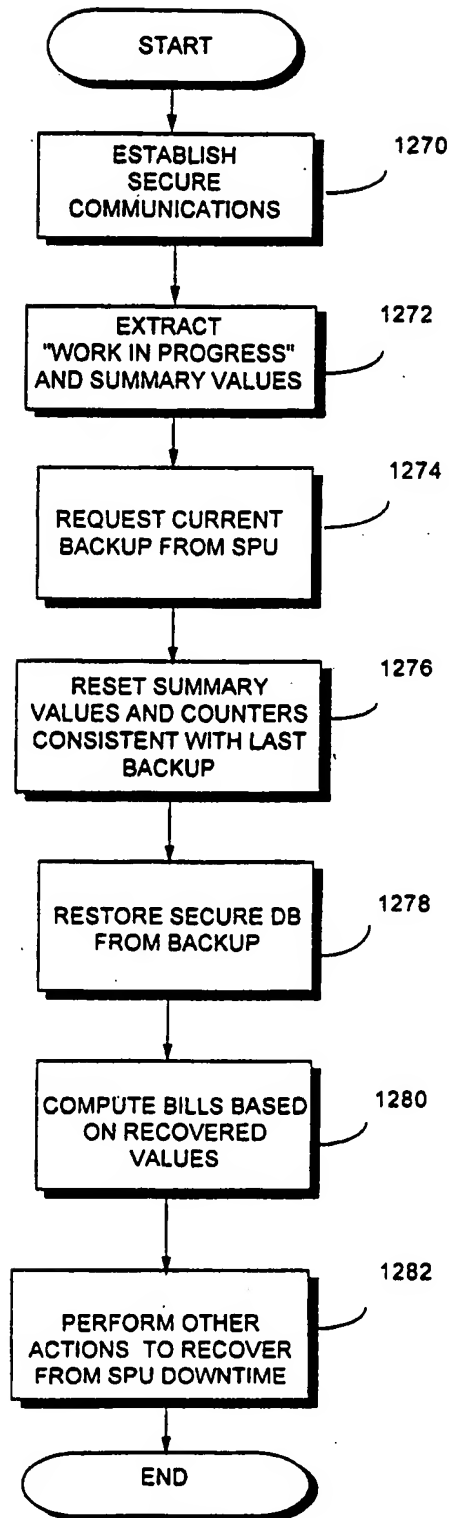 START
1270
ESTABLISH
SECURE
COMMUNICATIONS
1272
EXTRACT
"WORK IN PROGRESS"
AND SUMMARY VALUES
1274
REQUEST CURRENT
BACKUP FROM SPU
1276
RESET SUMMARY
VALUES AND COUNTERS
CONSISTENT WITH LAST
BACKUP
1278
RESTORE SECURE DB
FROM BACKUP
1280
COMPUTE BILLS BASED
ON RECOVERED
VALUES
1282
PERFORM OTHER
ACTIONS TO RECOVER
FROM SPU DOWNTIME
END